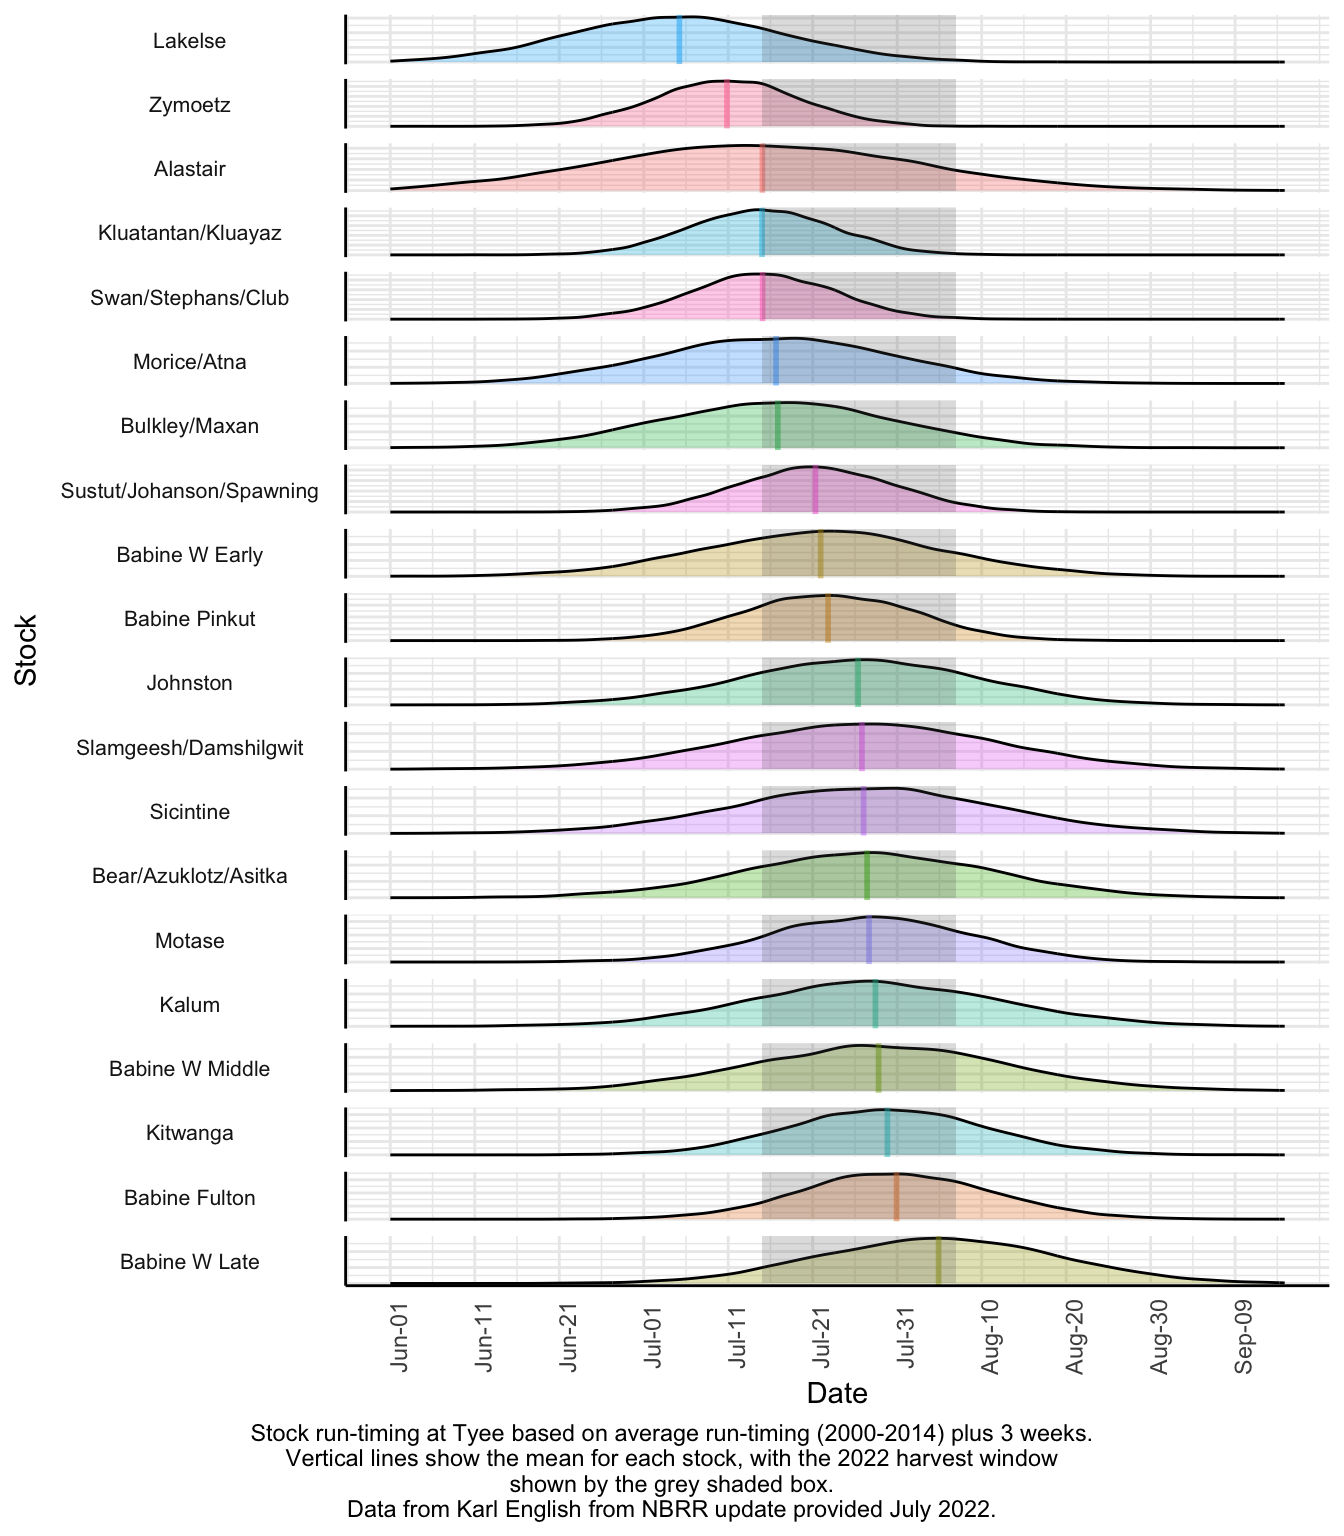 Lakelse
Zymoetz
Alastair
Kluatantan/Kluayaz
Swan/Stephans/Club
Morice/Atna
Bulkley/Maxan
Sustut/Johanson/Spawning
Babine W Early
Babine Pinkut
Johnston
Slamgeesh/Damshilgwit
Sicintine
Bear/Azuklotz/Asitka
Motase
Kalum
Babine W Middle
Kitwanga
Babine Fulton
Babine W Late
Stock
Jun-01
Jun-11
Jun-21
Jul-01
Jul-11
Jul-21
Jul-31
Aug-10
Aug-20
Aug-30
Sep-09
Date
Stock run-timing at Tyee based on average run-timing (2000-2014) plus 3 weeks.
Vertical lines show the mean for each stock, with the 2022 harvest window
shown by the grey shaded box.
Data from Karl English from NBRR update provided July 2022.